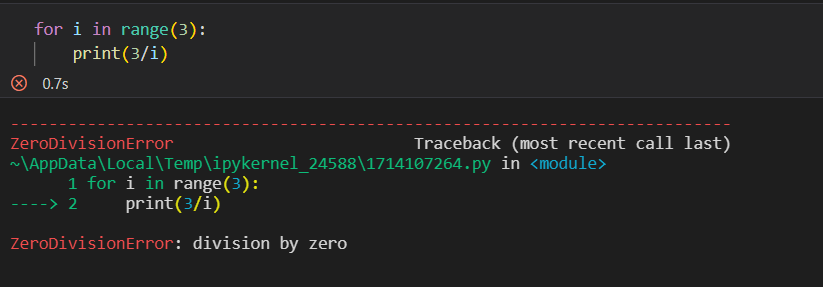 for i in range(3):
    print(3/i)
0.7s
---------------------------------------------------------------------------
ZeroDivisionError                         Traceback (most recent call last)
~\AppData\Local\Temp\ipykernel_24588\1714107264.py in <module>
      1 for i in range(3):
----> 2     print(3/i)
ZeroDivisionError: division by zero